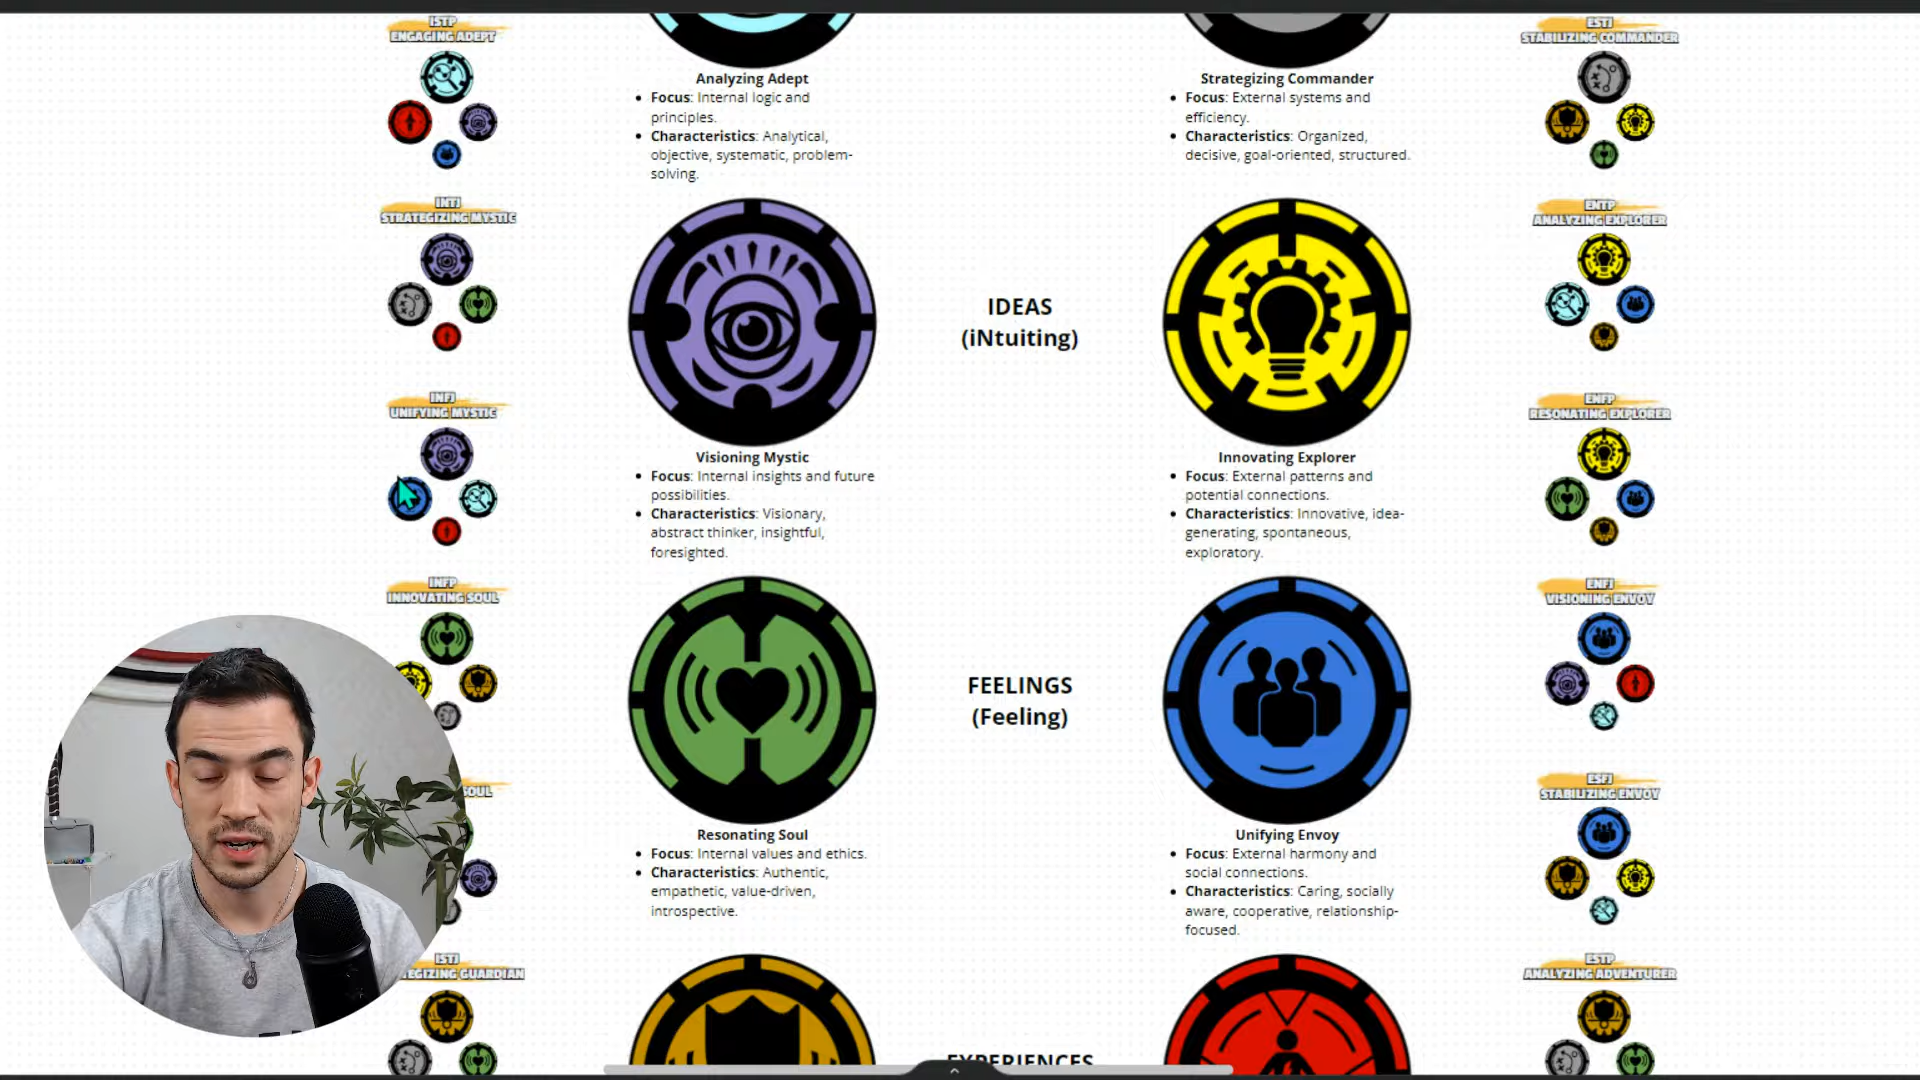 ISTP
ENGAGING ADEPT
INTJ
STRATEGIZING MYSTIC
INFJ
UNIFYING MYSTIC
INFP
INNOVATING SOUL
SOUL
ISTJ
EGIZING GUARDIAN
Analyzing Adept
• Focus: Internal logic and
principles.
• Characteristics: Analytical,
objective, systematic, problem-
solving.
Visioning Mystic
• Focus: Internal insights and future
possibilities.
• Characteristics: Visionary,
abstract thinker, insightful,
foresighted.
Resonating Soul
• Focus: Internal values and ethics.
• Characteristics: Authentic,
empathetic, value-driven,
introspective.
IDEAS
(iNtuiting)
FEELINGS
(Feeling)
EXPERIENCES
Strategizing Commander
• Focus: External systems and
efficiency.
• Characteristics: Organized,
decisive, goal-oriented, structured.
Innovating Explorer
• Focus: External patterns and
potential connections.
• Characteristics: Innovative, idea-
generating, spontaneous,
exploratory.
Unifying Envoy
• Focus: External harmony and
social connections.
• Characteristics: Caring, socially
aware, cooperative, relationship-
focused.
ESTJ
STABILIZING COMMANDER
ENTP
ANALYZING EXPLORER
ENFP
RESONATING EXPLORER
ENFJ
VISIONING ENVOY
ESFJ
STABILIZING ENVOY
ESTP
ANALYZING ADVENTURER